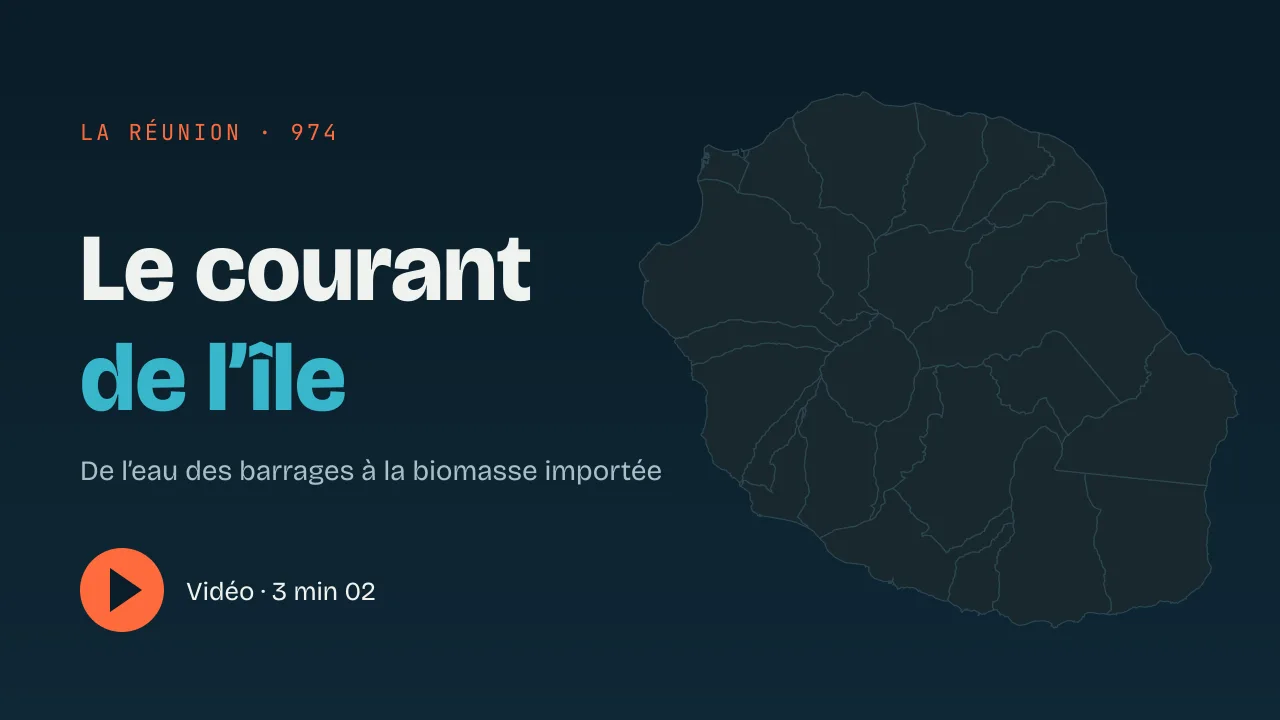 LA RÉUNION · 974
Le courant
de l’île
De l’eau des barrages à la biomasse importée
Vidéo · 3 min 02